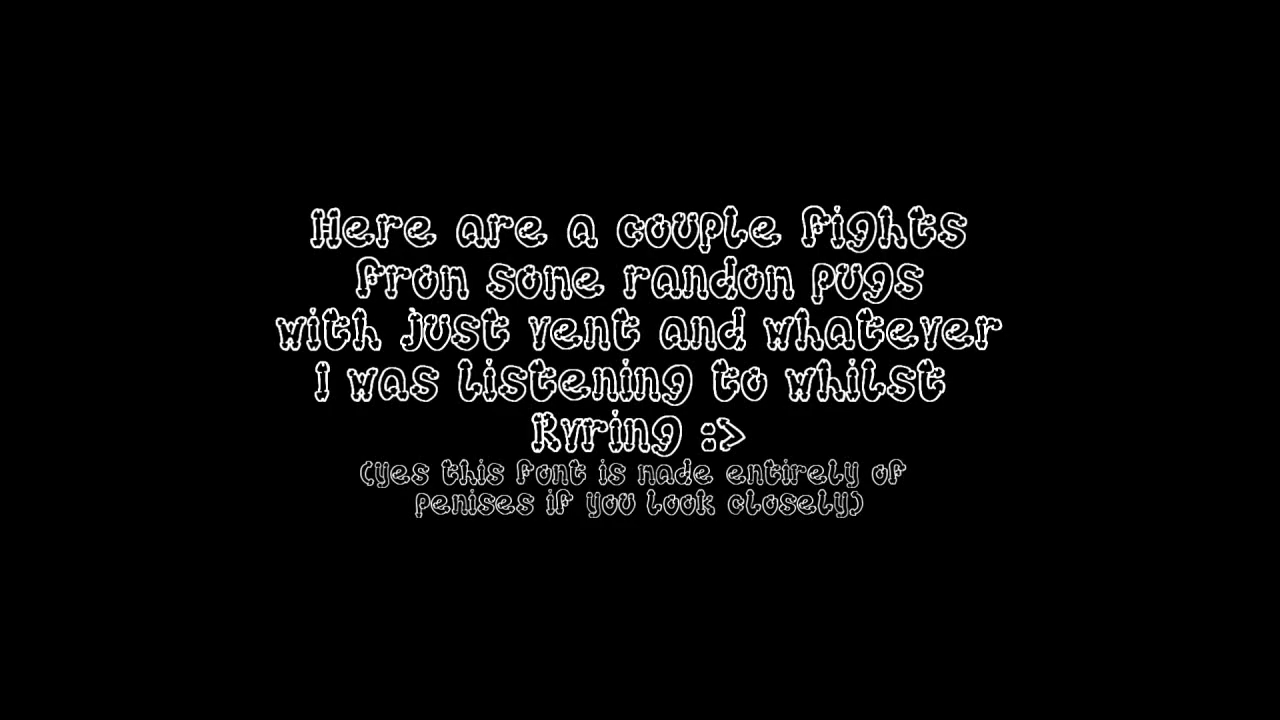 Here are a couple fights
from some random pugs
with just vent and whatever
I was listening to whilst
RVring :>
(yes this font is made entirely of
penises if you look closely)